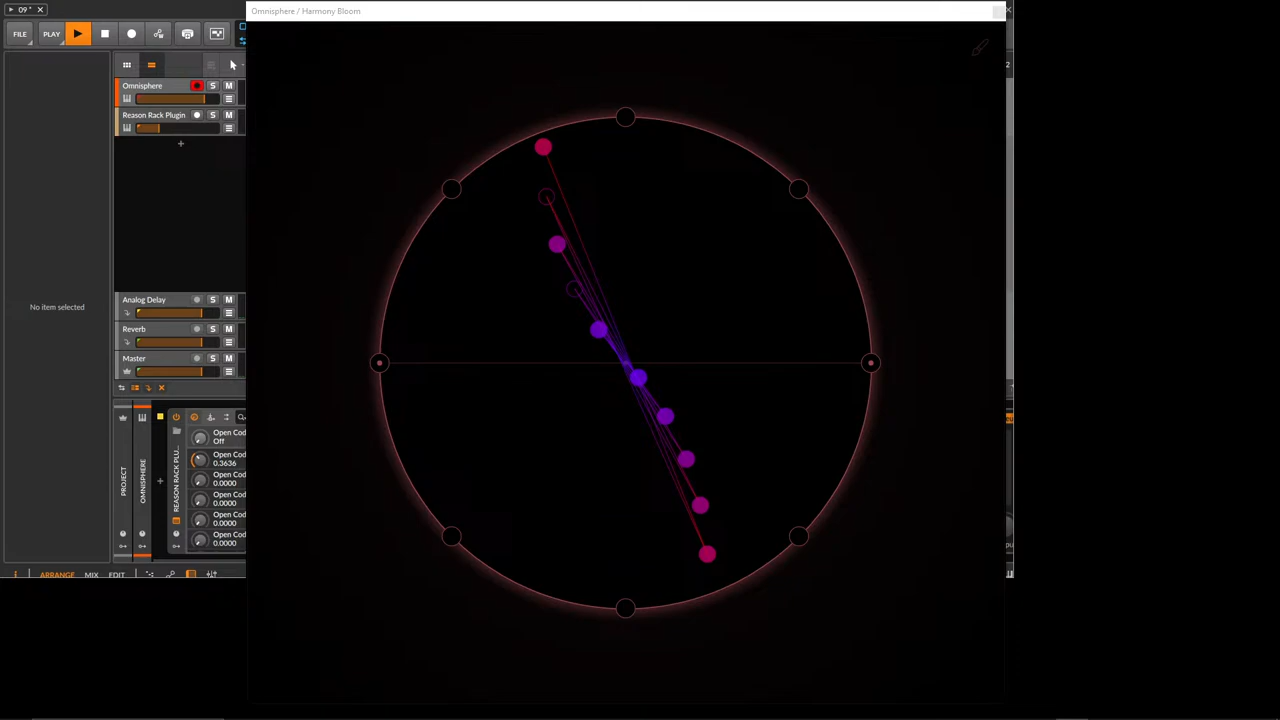 09 *
Omnisphere / Harmony Bloom
FILE
PLAY
Omnisphere
S M
Reason Rack Plugin
S M
+
No item selected
Analog Delay
S M
Reverb
S M
Master
S M
PROJECT
OMNISPHERE
+
REASON RACK PLU...
Open Cod
Off
Open Cod
0.3636
Open Cod
0.0000
Open Cod
0.0000
Open Cod
0.0000
Open Cod
0.0000
i
ARRANGE
MIX
EDIT